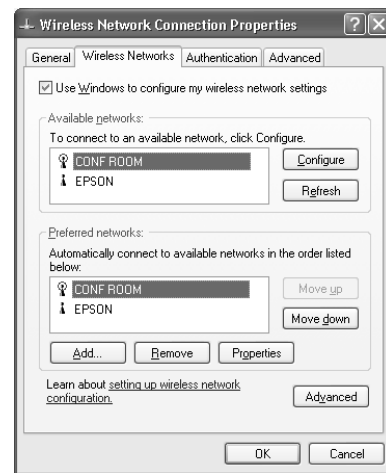 Wireless Network Connection Properties
General Wireless Networks Authentication Advanced
Use Windows to configure my wireless network settings
Available networks:
To connect to an available network, click Configure.
CONF ROOM
EPSON
Configure
Refresh
Preferred networks:
Automatically connect to available networks in the order listed
below:
CONF ROOM
EPSON
Move up
Move down
Add... Remove Properties
Learn about setting up wireless network
configuration.
Advanced
OK Cancel